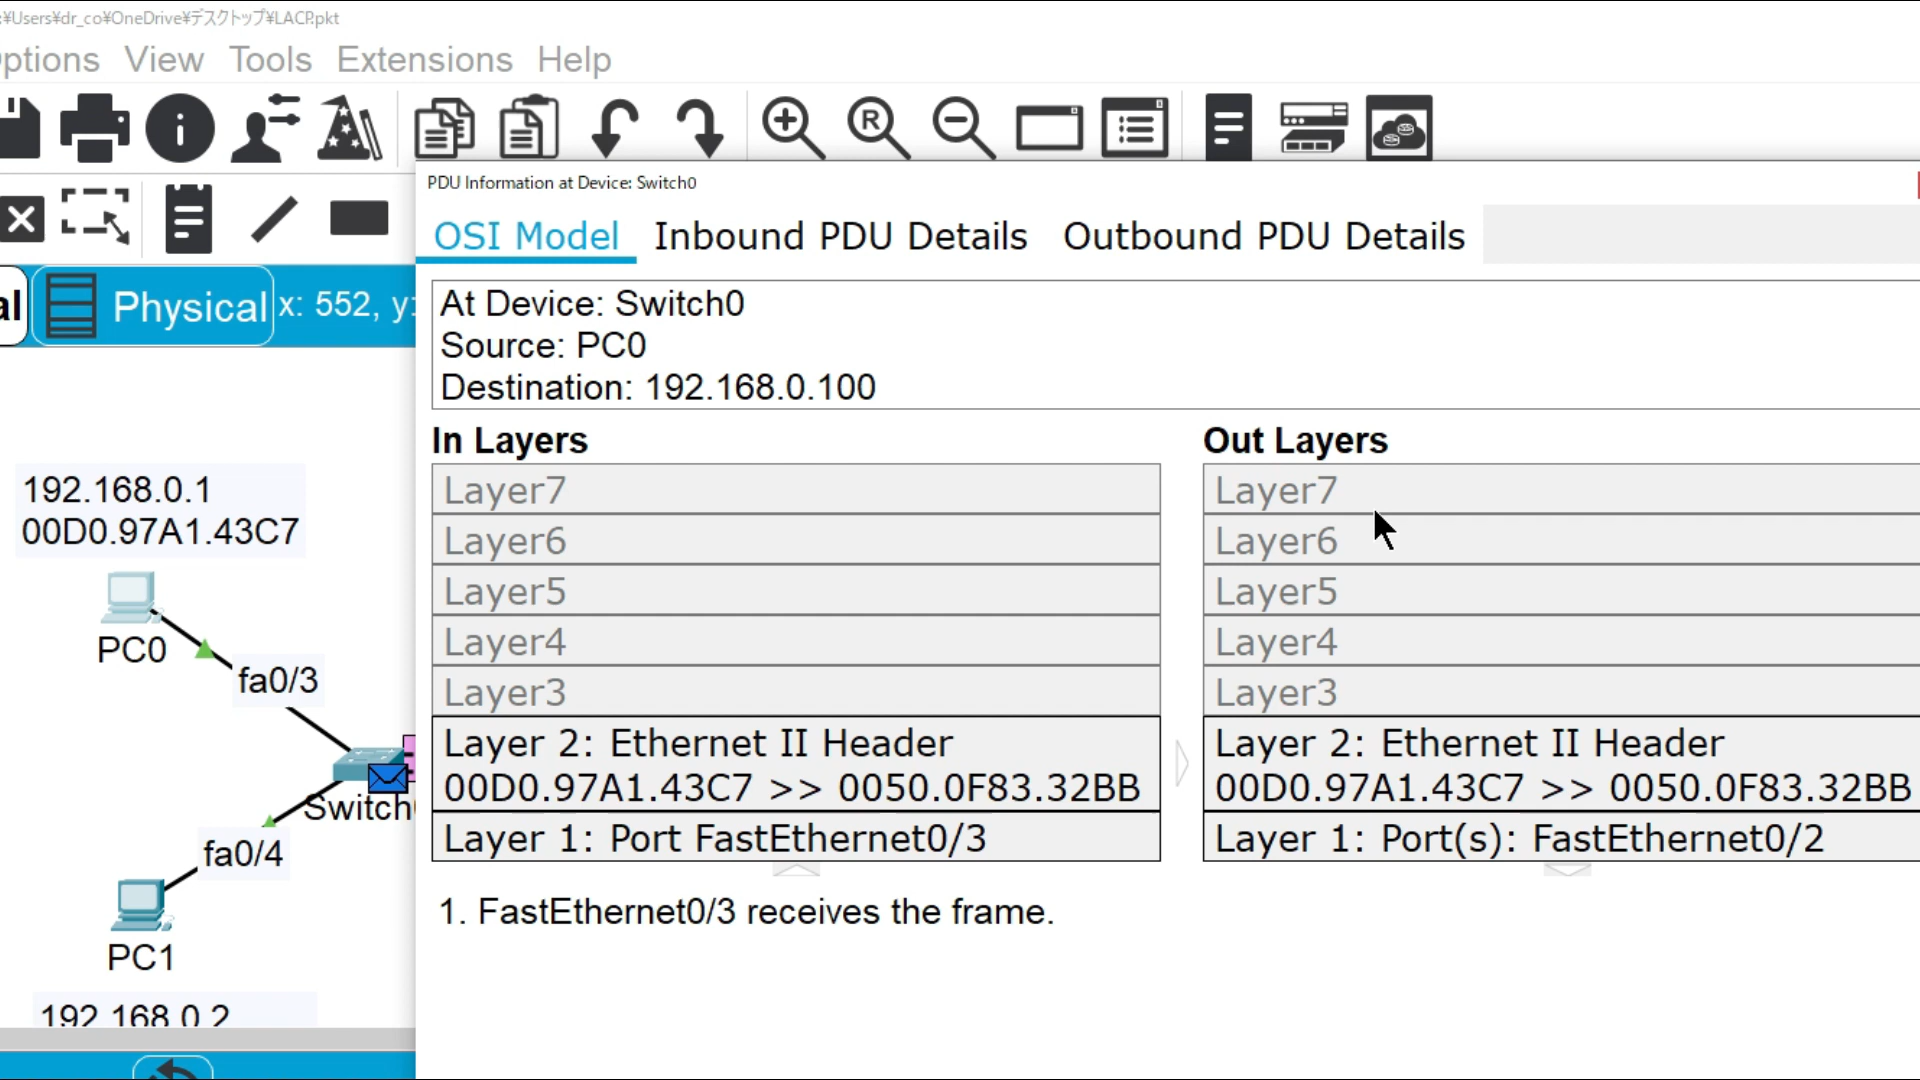 :¥Users¥dr_co¥OneDrive¥デスクトップ¥LACP.pkt
ptions View Tools Extensions Help
PDU Information at Device: Switch0
OSI Model Inbound PDU Details Outbound PDU Details
al Physical x: 552, y:
At Device: Switch0
Source: PC0
Destination: 192.168.0.100
In Layers
Layer7
Layer6
Layer5
Layer4
Layer3
Layer 2: Ethernet II Header
00D0.97A1.43C7 >> 0050.0F83.32BB
Layer 1: Port FastEthernet0/3
Out Layers
Layer7
Layer6
Layer5
Layer4
Layer3
Layer 2: Ethernet II Header
00D0.97A1.43C7 >> 0050.0F83.32BB
Layer 1: Port(s): FastEthernet0/2
1. FastEthernet0/3 receives the frame.
192.168.0.1
00D0.97A1.43C7
PC0
fa0/3
Switch
fa0/4
PC1
192.168.0.2